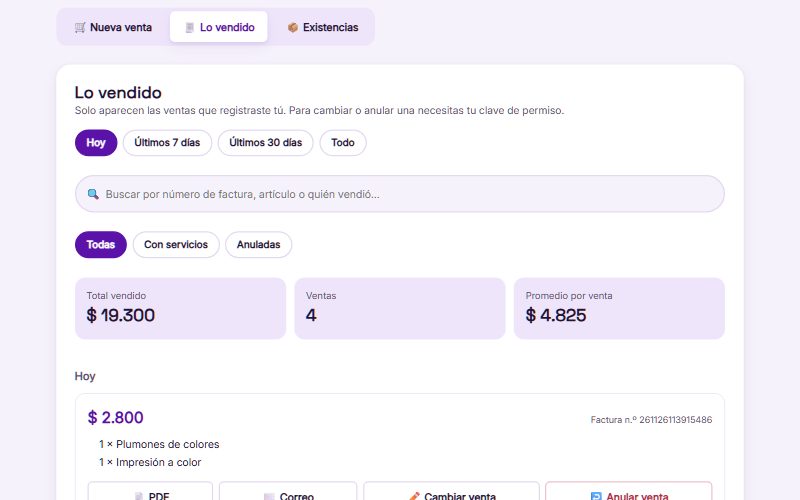 Nueva venta
Lo vendido
Existencias
Lo vendido
Solo aparecen las ventas que registraste tú. Para cambiar o anular una necesitas tu clave de permiso.
Hoy
Últimos 7 días
Últimos 30 días
Todo
Buscar por número de factura, artículo o quién vendió...
Todas
Con servicios
Anuladas
Total vendido
$ 19.300
Ventas
4
Promedio por venta
$ 4.825
Hoy
$ 2.800
Factura n.º 261126113915486
1 × Plumones de colores
1 × Impresión a color
PDF
Correo
Cambiar venta
Anular venta